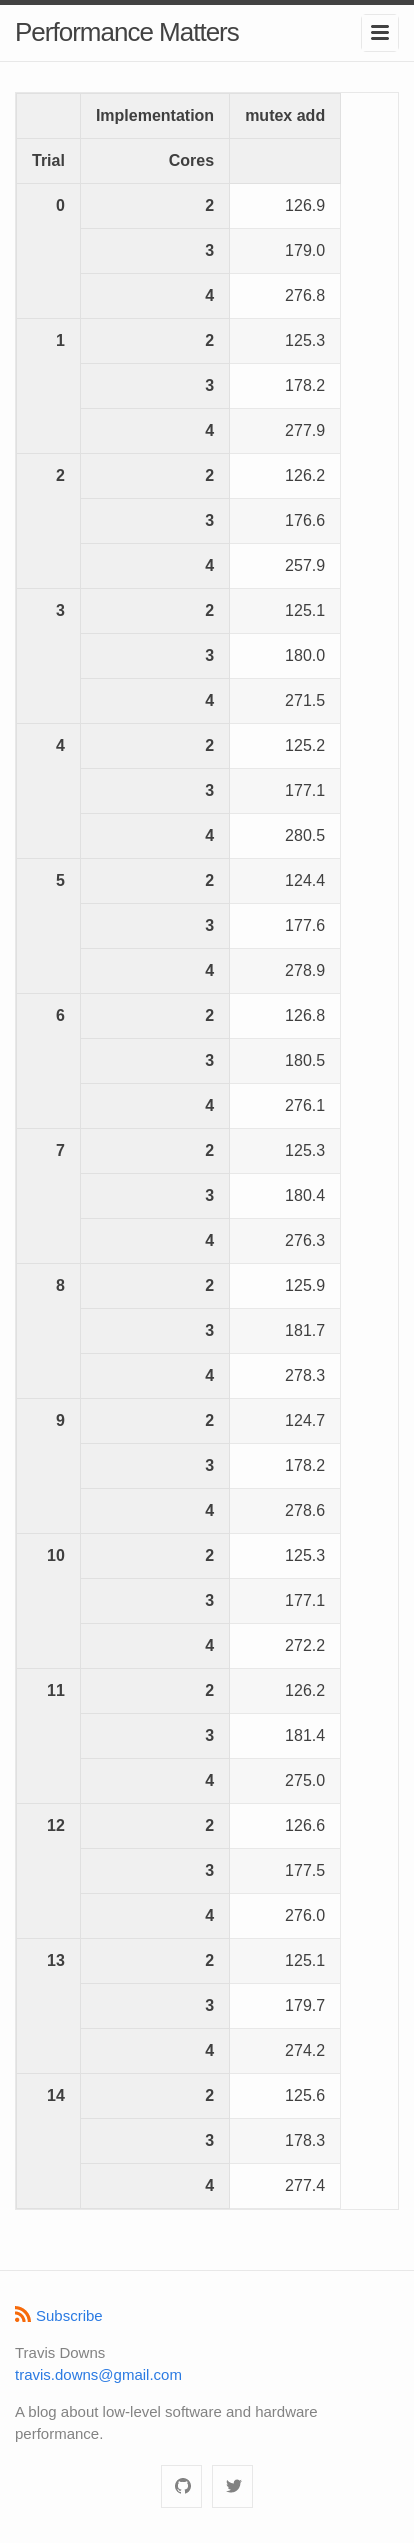 Performance Matters
Implementation mutex add
Trial Cores
0 2 126.9
3 179.0
4 276.8
1 2 125.3
3 178.2
4 277.9
2 2 126.2
3 176.6
4 257.9
3 2 125.1
3 180.0
4 271.5
4 2 125.2
3 177.1
4 280.5
5 2 124.4
3 177.6
4 278.9
6 2 126.8
3 180.5
4 276.1
7 2 125.3
3 180.4
4 276.3
8 2 125.9
3 181.7
4 278.3
9 2 124.7
3 178.2
4 278.6
10 2 125.3
3 177.1
4 272.2
11 2 126.2
3 181.4
4 275.0
12 2 126.6
3 177.5
4 276.0
13 2 125.1
3 179.7
4 274.2
14 2 125.6
3 178.3
4 277.4
Subscribe
Travis Downs
travis.downs@gmail.com
A blog about low-level software and hardware
performance.